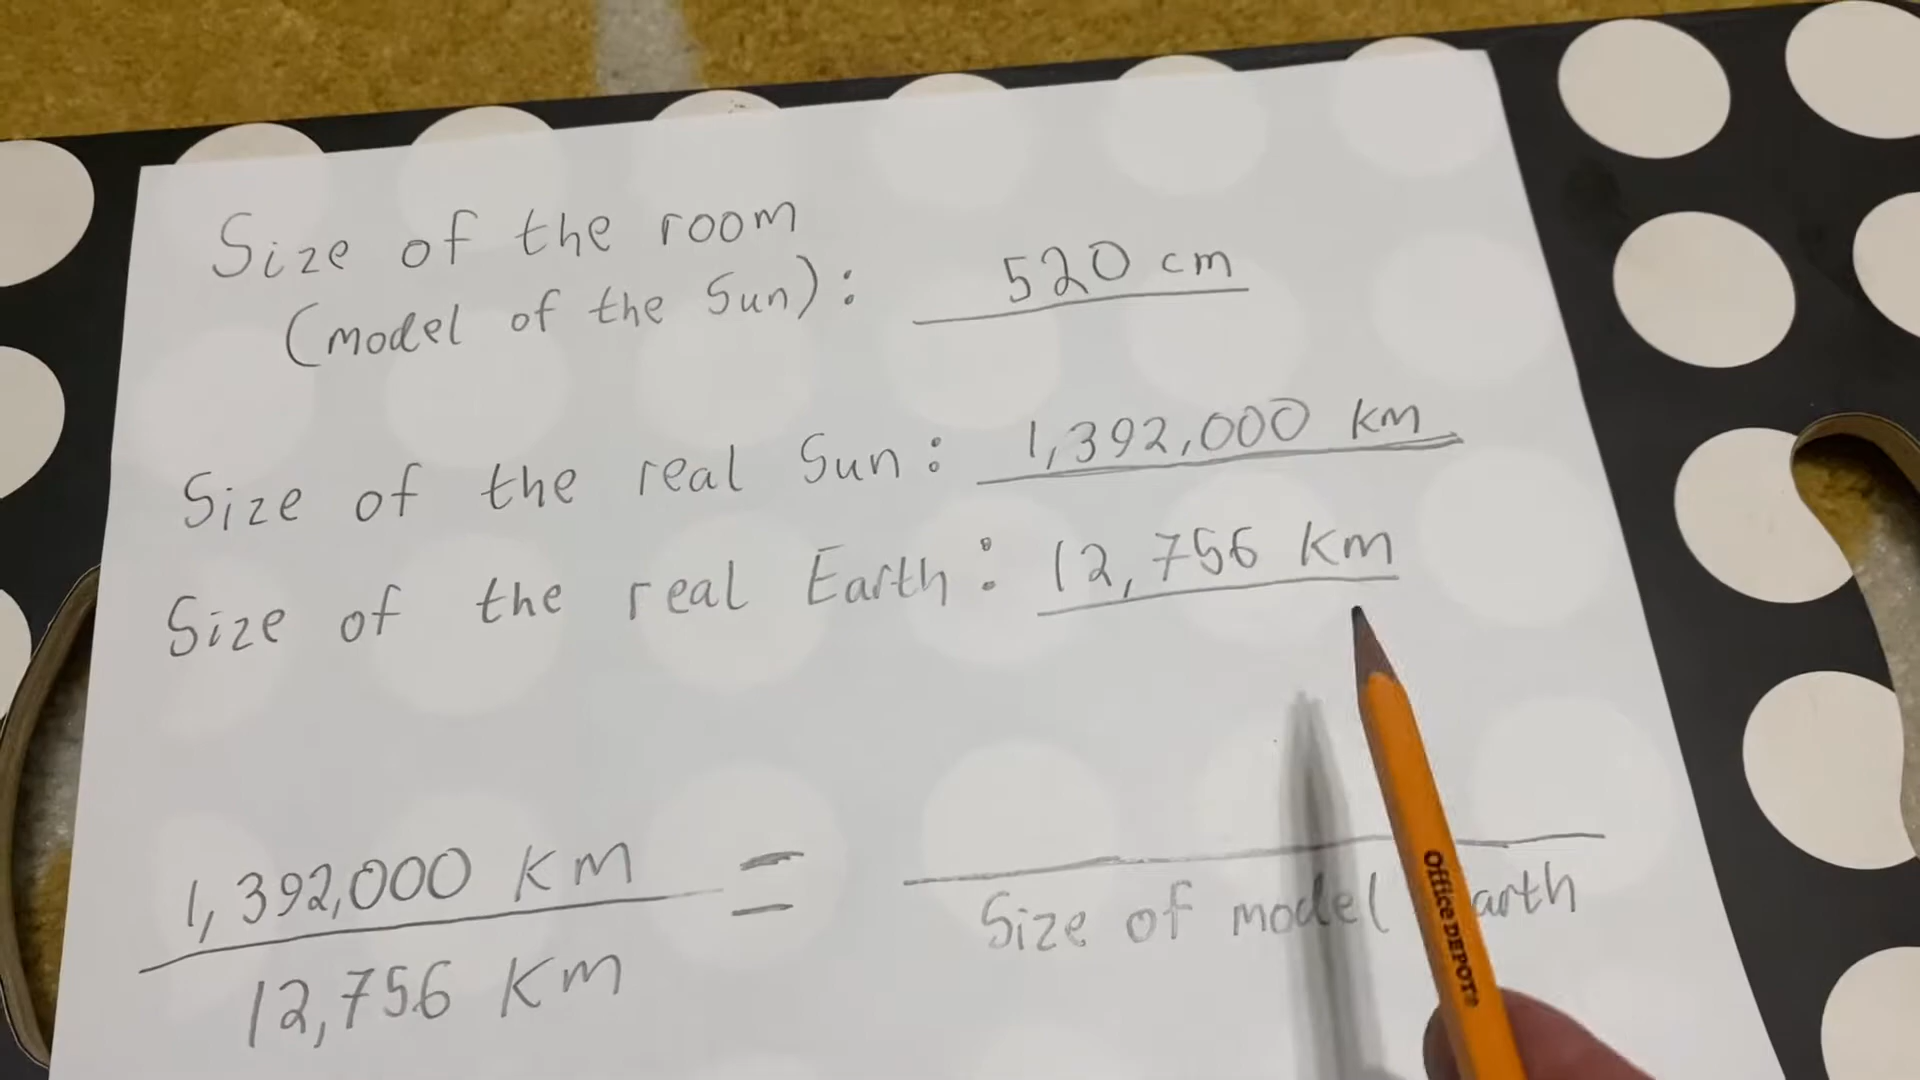 Size of the room
(model of the Sun): 520 cm
Size of the real Sun: 1,392,000 km
Size of the real Earth: 12,756 km
1,392,000 km =
12,756 km
Size of model arth
Office DEPOT®